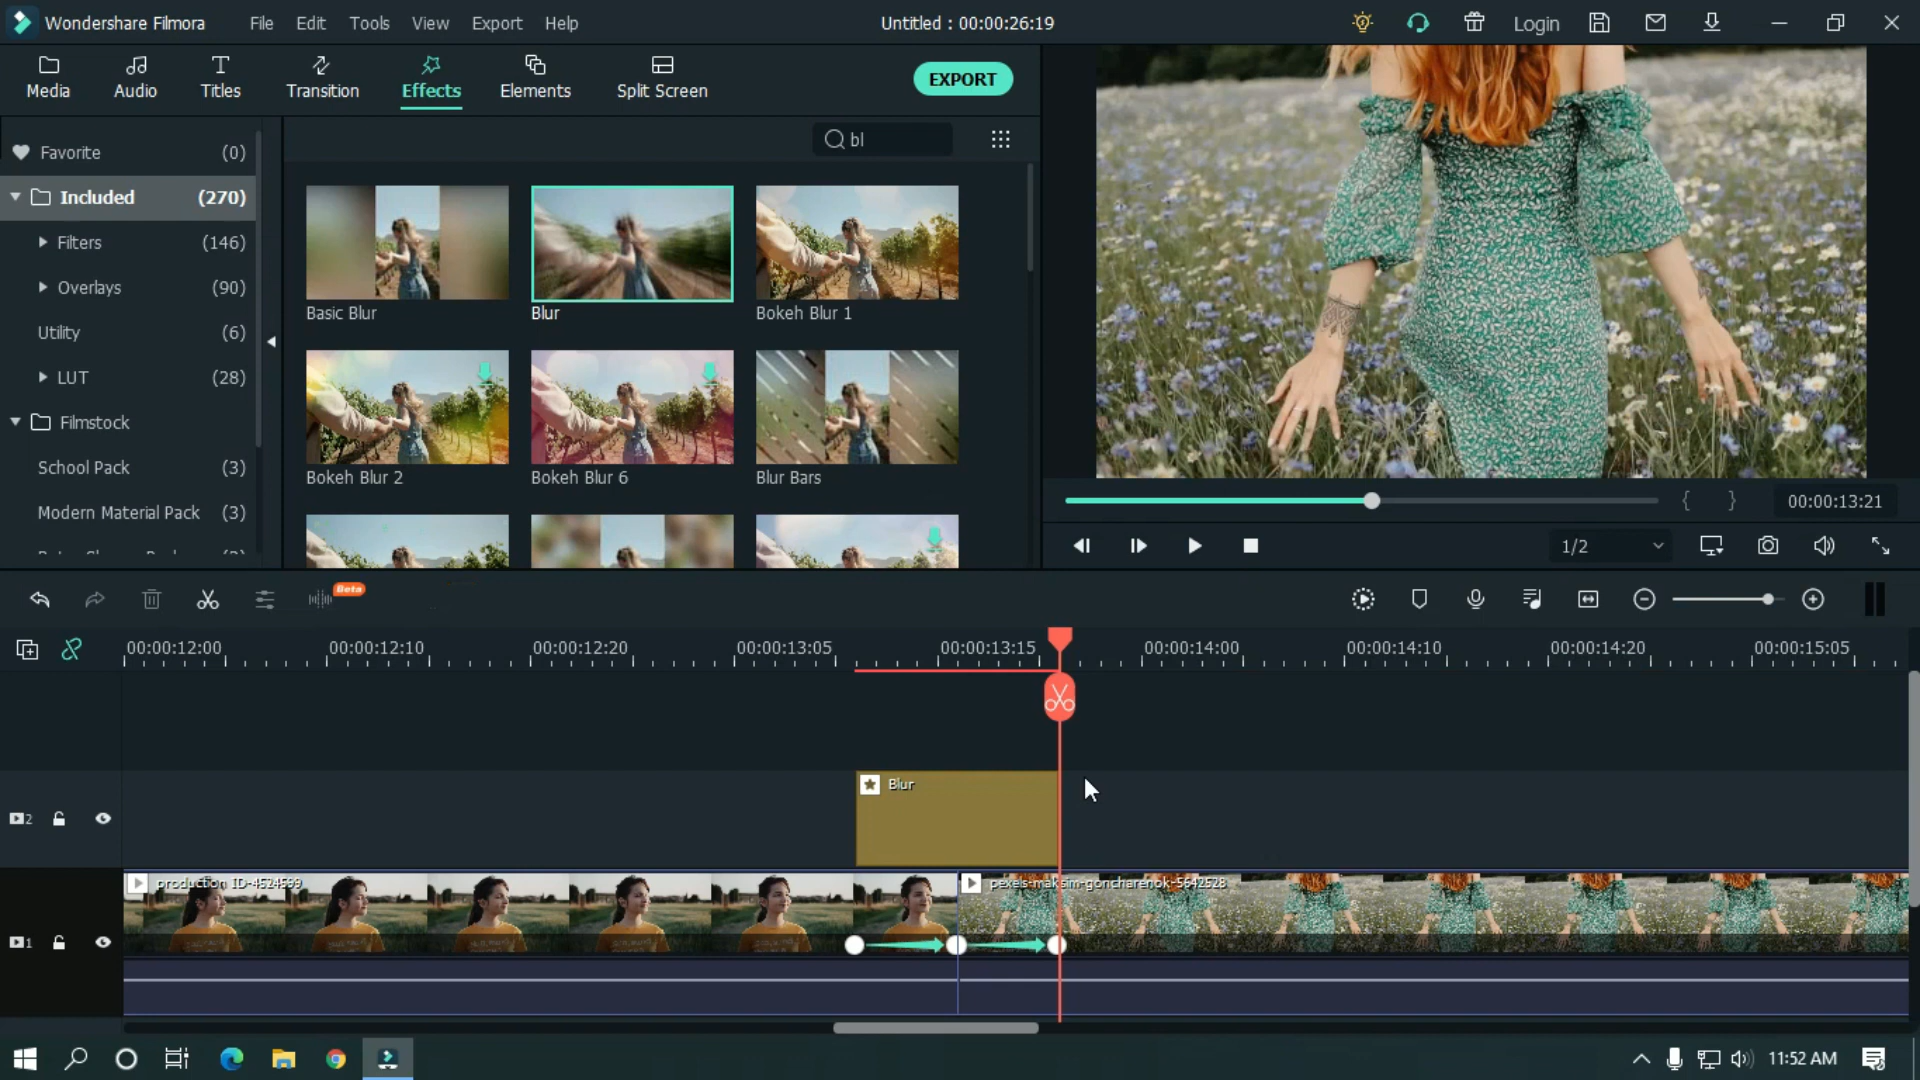 Wondershare Filmora
File
Edit
Tools
View
Export
Help
Untitled : 00:00:26:19
Login
Media
Audio
Titles
Transition
Effects
Elements
Split Screen
EXPORT
Favorite (0)
Included (270)
Filters (146)
Overlays (90)
Utility (6)
LUT (28)
Filmstock
School Pack (3)
Modern Material Pack (3)
bl
Basic Blur
Blur
Bokeh Blur 1
Bokeh Blur 2
Bokeh Blur 6
Blur Bars
00:00:13:21
1/2
Beta
00:00:12:00
00:00:12:10
00:00:12:20
00:00:13:05
00:00:13:15
00:00:14:00
00:00:14:10
00:00:14:20
00:00:15:05
Blur
2
production ID-4524599
pexels-maksim-goncharenok-5642528
1
11:52 AM